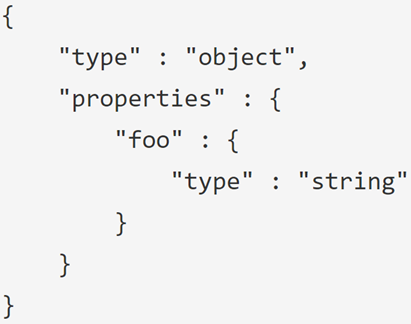 {
"type" : "object",
"properties" : {
"foo" : {
"type" : "string"
}
}
}